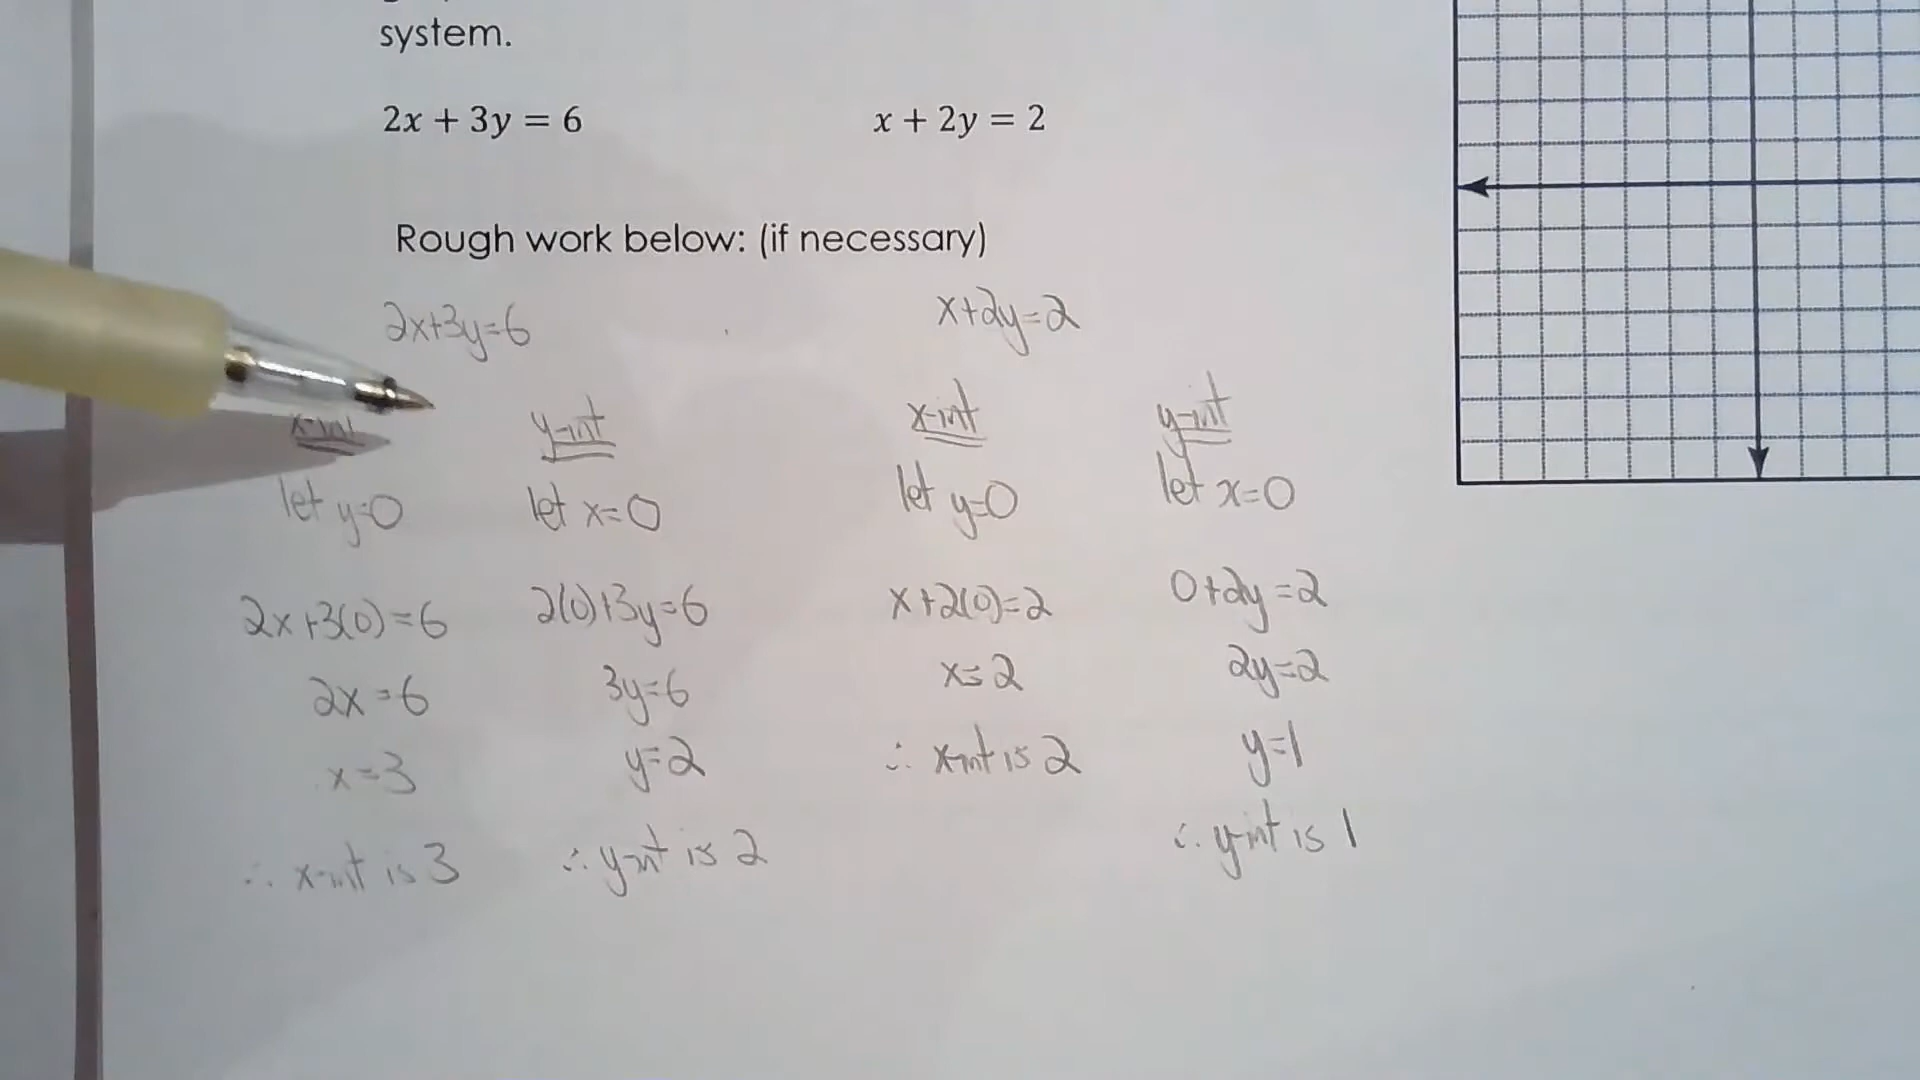 system.
2x + 3y = 6
x + 2y = 2
Rough work below: (if necessary)
2x+3y=6
x-int
let y=0
2x+3(0)=6
2x=6
x=3
∴ x-int is 3
y-int
let x=0
2(0)+3y=6
3y=6
y=2
∴ y-int is 2
x+2y=2
x-int
let y=0
x+2(0)=2
x=2
∴ x-int is 2
y-int
let x=0
0+2y=2
2y=2
y=1
∴ y-int is 1